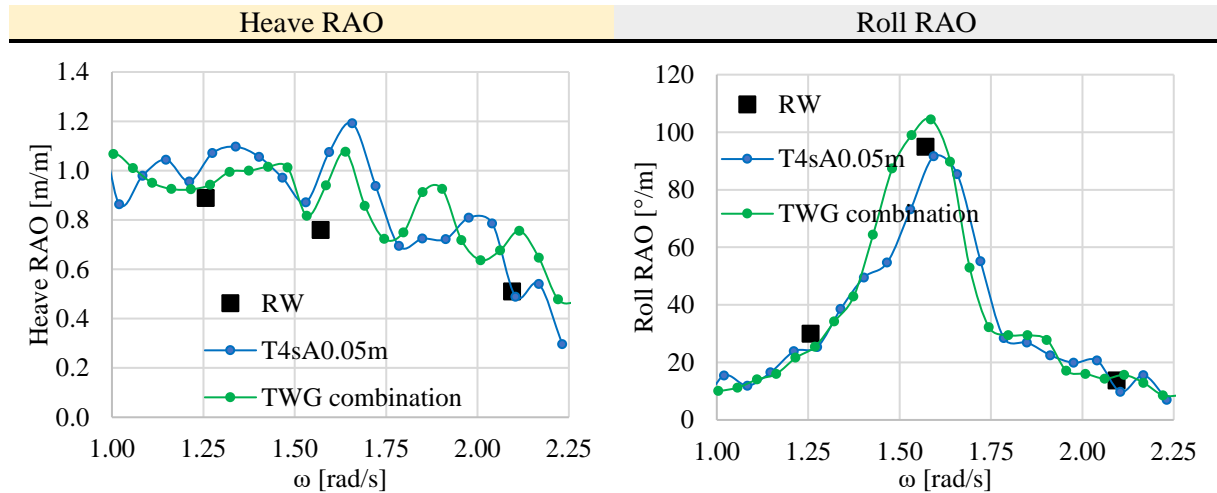 Heave RAO
Roll RAO
1.4
1.2
1.0
0.8
0.6
0.4
0.2
0.0
Heave RAO [m/m]
RW
T4sA0.05m
TWG combination
1.00 1.25 1.50 1.75 2.00 2.25
ω [rad/s]
120
100
80
60
40
20
0
Roll RAO [°/m]
RW
T4sA0.05m
TWG combination
1.00 1.25 1.50 1.75 2.00 2.25
ω [rad/s]